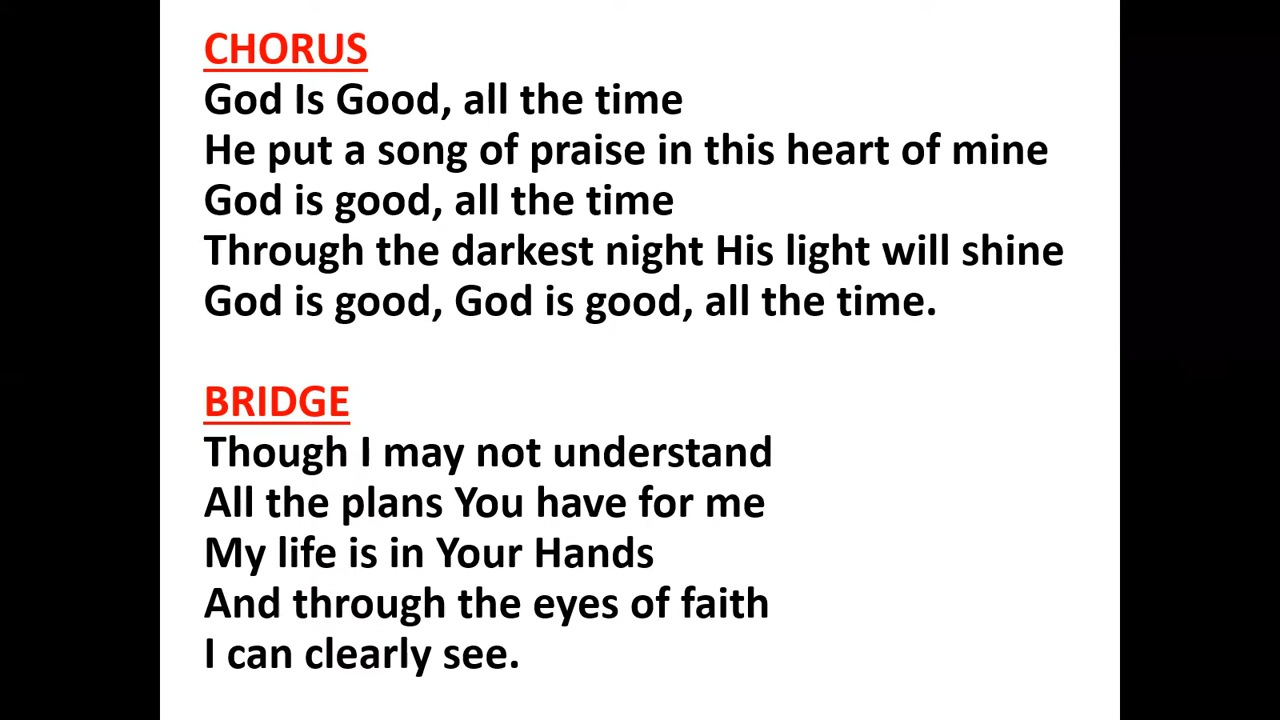 CHORUS
God Is Good, all the time
He put a song of praise in this heart of mine
God is good, all the time
Through the darkest night His light will shine
God is good, God is good, all the time.
BRIDGE
Though I may not understand
All the plans You have for me
My life is in Your Hands
And through the eyes of faith
I can clearly see.